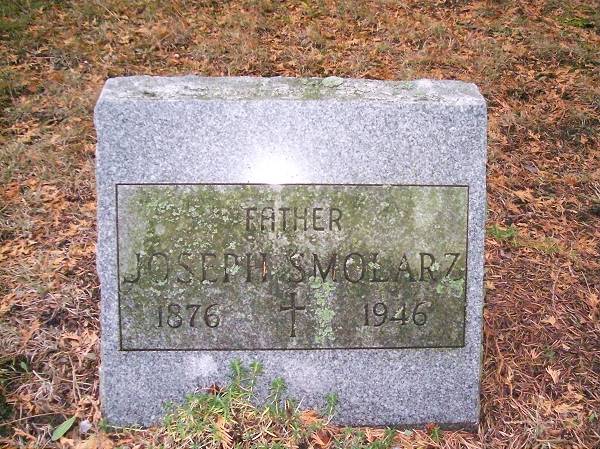 FATHER
JOSEPH SMOLARZ
1876 1946